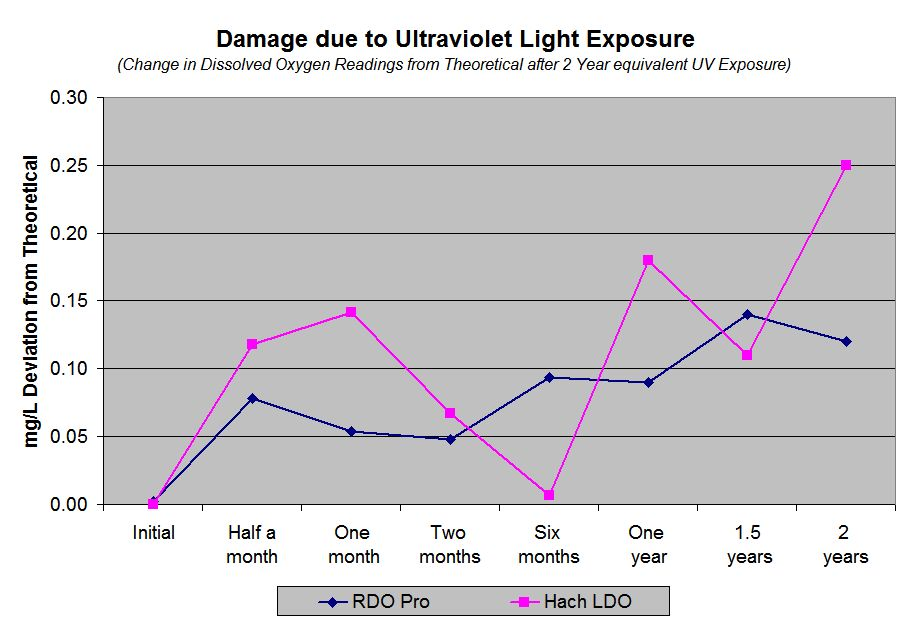 Damage due to Ultraviolet Light Exposure
(Change in Dissolved Oxygen Readings from Theoretical after 2 Year equivalent UV Exposure)
mg/L Deviation from Theoretical
0.30
0.25
0.20
0.15
0.10
0.05
0.00
Initial
Half a
month
One
month
Two
months
Six
months
One
year
1.5
years
2
years
RDO Pro
Hach LDO